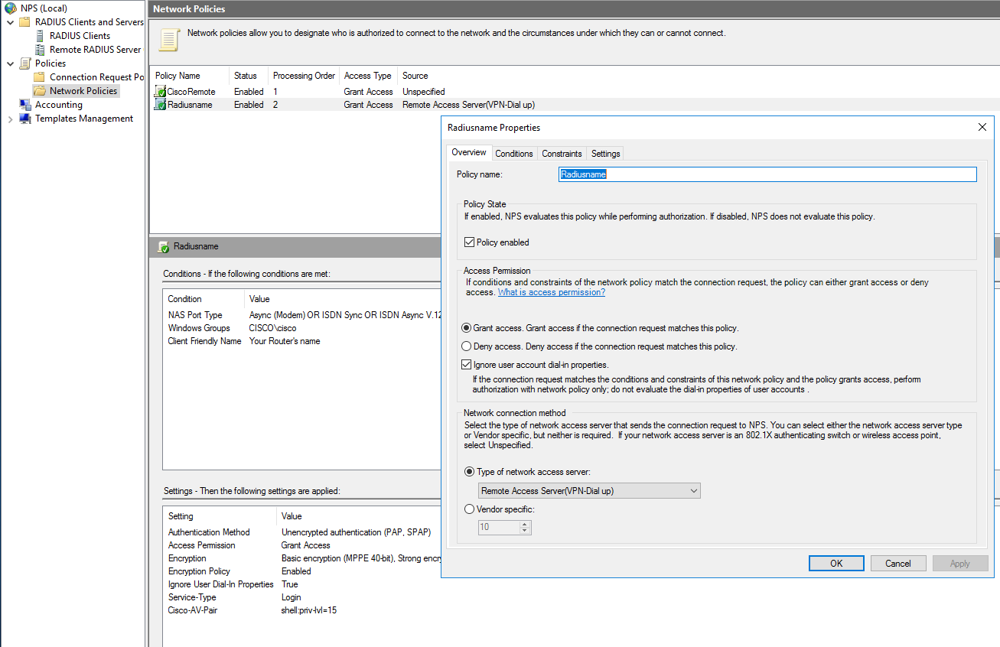 NPS (Local)
RADIUS Clients and Servers
RADIUS Clients
Remote RADIUS Server
Policies
Connection Request Po
Network Policies
Accounting
Templates Management
Network Policies
Network policies allow you to designate who is authorized to connect to the network and the circumstances under which they can or cannot connect.
Policy Name Status Processing Order Access Type Source
CiscoRemote Enabled 1 Grant Access Unspecified
Radiusname Enabled 2 Grant Access Remote Access Server(VPN-Dial up)
Radiusname
Conditions - If the following conditions are met:
Condition Value
NAS Port Type Async (Modem) OR ISDN Sync OR ISDN Async V.12
Windows Groups CISCO\cisco
Client Friendly Name Your Router's name
Settings - Then the following settings are applied:
Setting Value
Authentication Method Unencrypted authentication (PAP, SPAP)
Access Permission Grant Access
Encryption Basic encryption (MPPE 40-bit), Strong encry
Encryption Policy Enabled
Ignore User Dial-In Properties True
Service-Type Login
Cisco-AV-Pair shell:priv-lvl=15
Radiusname Properties
Overview Conditions Constraints Settings
Policy name: Radiusname
Policy State
If enabled, NPS evaluates this policy while performing authorization. If disabled, NPS does not evaluate this policy.
Policy enabled
Access Permission
If conditions and constraints of the network policy match the connection request, the policy can either grant access or deny
access. What is access permission?
Grant access. Grant access if the connection request matches this policy.
Deny access. Deny access if the connection request matches this policy.
Ignore user account dial-in properties.
If the connection request matches the conditions and constraints of this network policy and the policy grants access, perform
authorization with network policy only; do not evaluate the dial-in properties of user accounts .
Network connection method
Select the type of network access server that sends the connection request to NPS. You can select either the network access server type
or Vendor specific, but neither is required. If your network access server is an 802.1X authenticating switch or wireless access point,
select Unspecified.
Type of network access server:
Remote Access Server(VPN-Dial up)
Vendor specific:
10
OK Cancel Apply